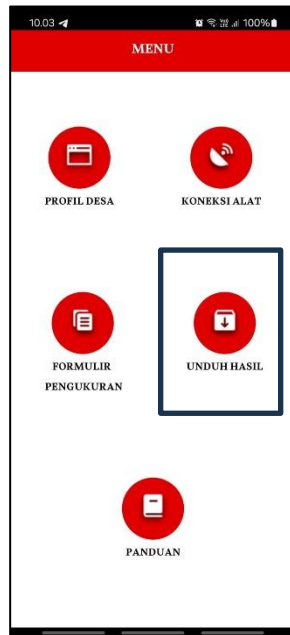 10.03 100%
MENU
PROFIL DESA KONEKSI ALAT
FORMULIR
PENGUKURAN
UNDUH HASIL
PANDUAN